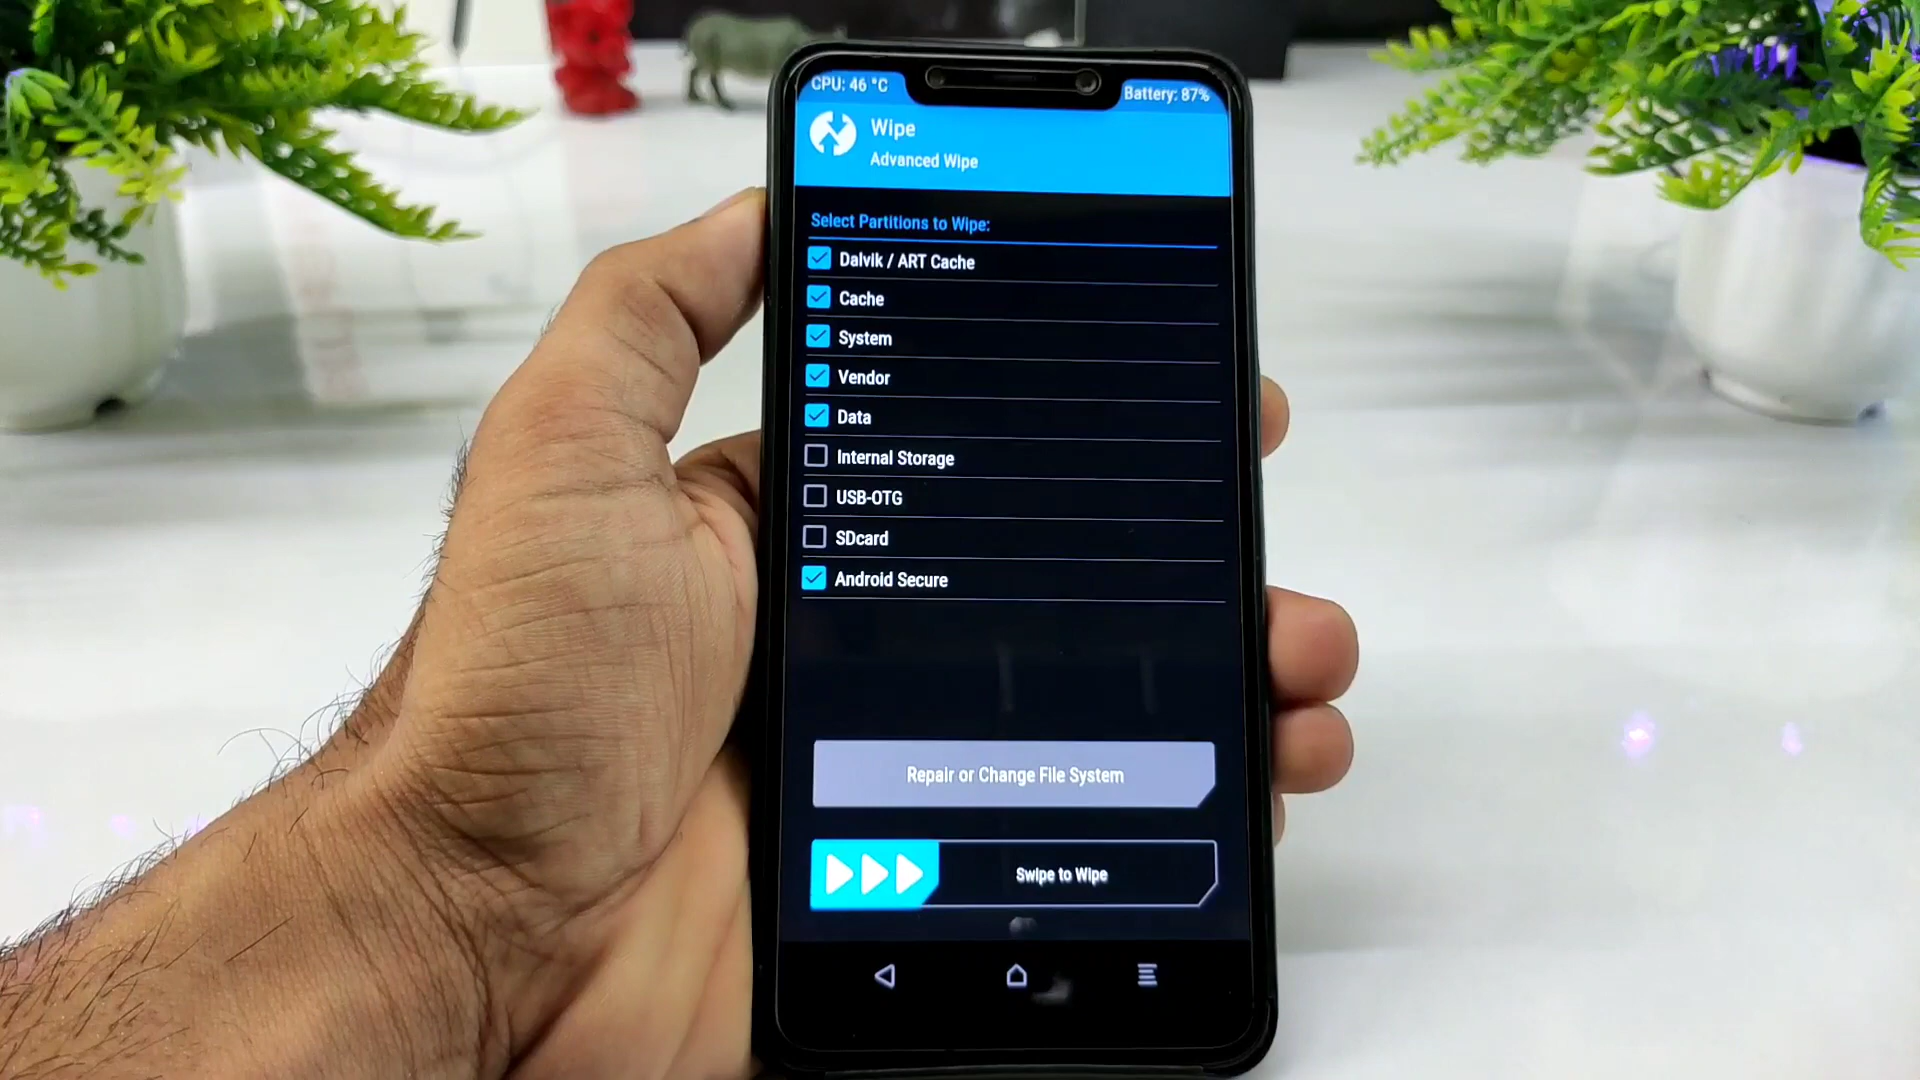 CPU: 46 °C
Battery: 87%
Wipe
Advanced Wipe
Select Partitions to Wipe:
Dalvik / ART Cache
Cache
System
Vendor
Data
Internal Storage
USB-OTG
SDcard
Android Secure
Repair or Change File System
Swipe to Wipe